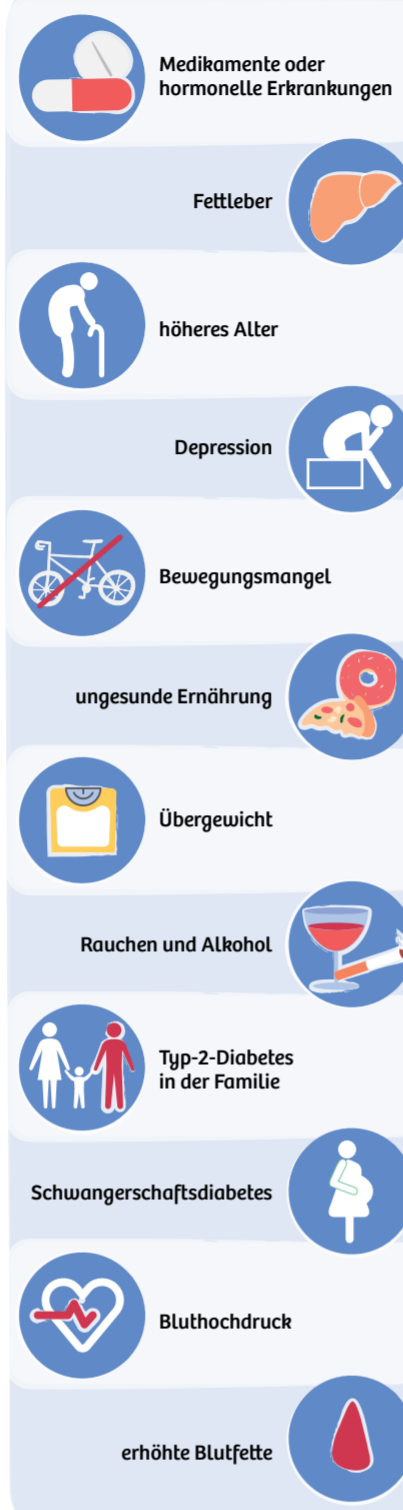 Medikamente oder
hormonelle Erkrankungen
Fettleber
höheres Alter
Depression
Bewegungsmangel
ungesunde Ernährung
Übergewicht
Rauchen und Alkohol
Typ-2-Diabetes
in der Familie
Schwangerschaftsdiabetes
Bluthochdruck
erhöhte Blutfette